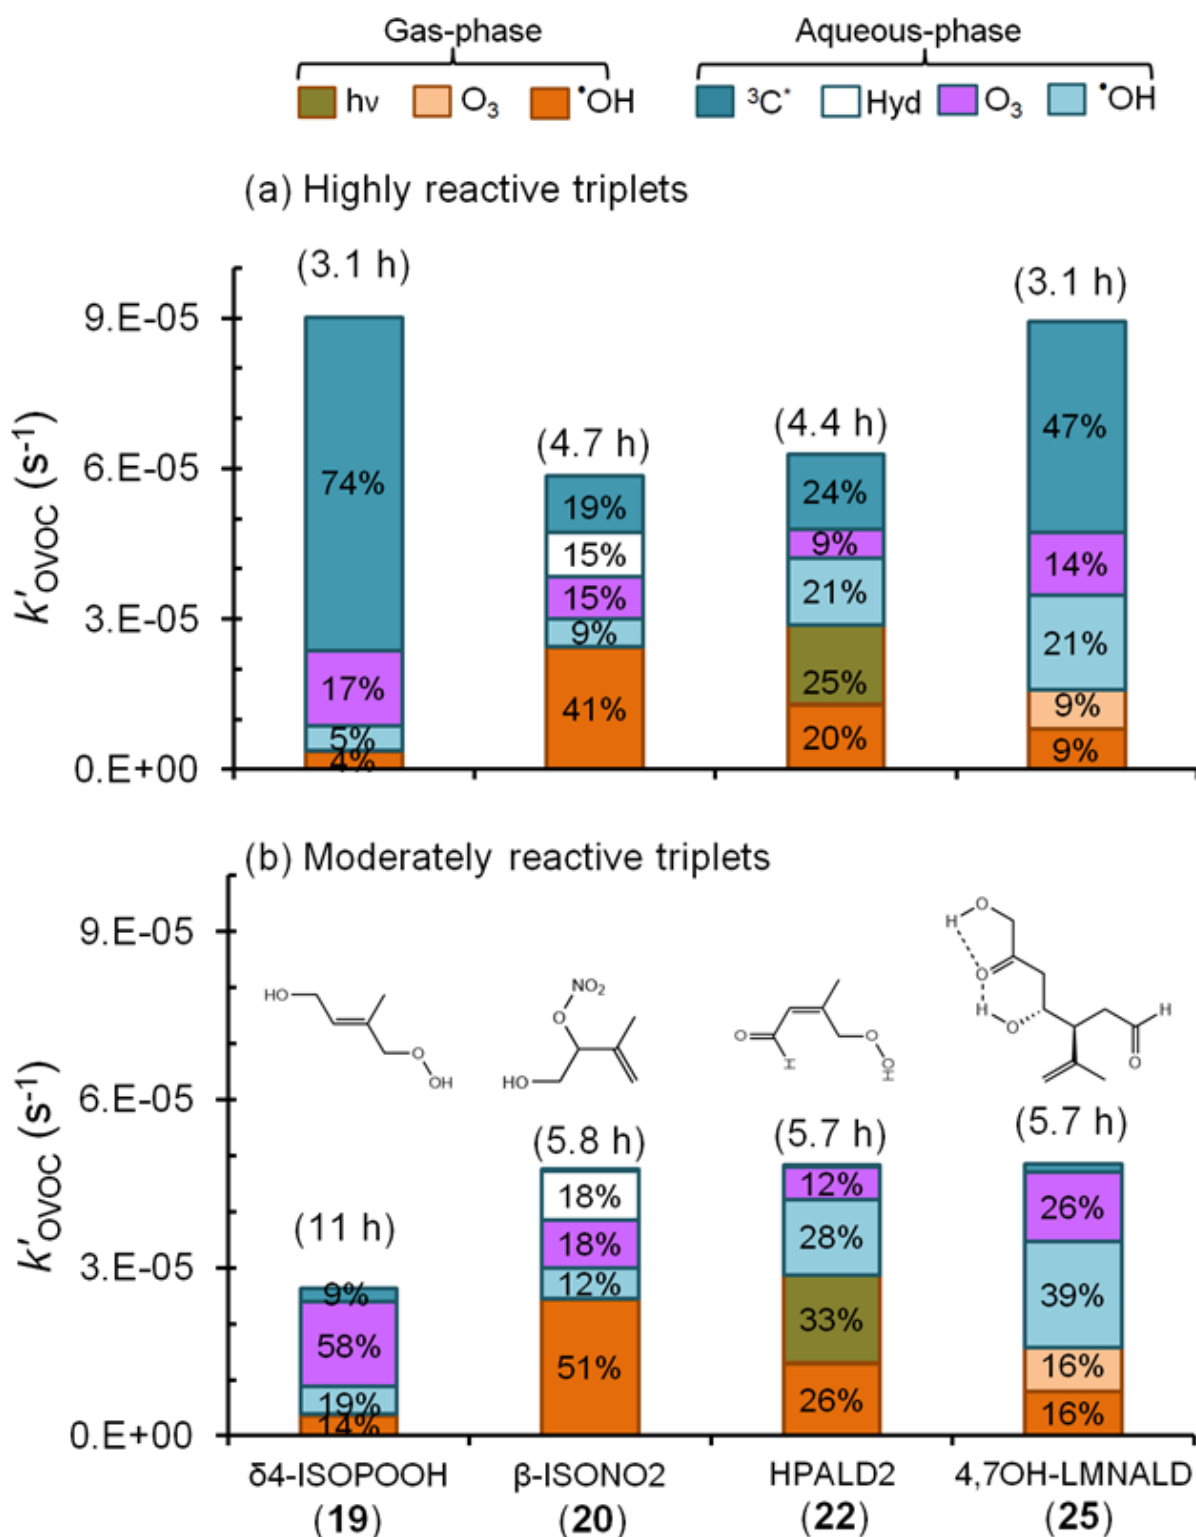 Gas-phase Aqueous-phase
hν O₃ •OH ³C* Hyd O₃ •OH
(a) Highly reactive triplets
k′OVOC (s⁻¹)
9.E-05
6.E-05
3.E-05
0.E+00
(3.1 h)
74%
17%
5%
4%
(4.7 h)
19%
15%
15%
9%
41%
(4.4 h)
24%
9%
21%
25%
20%
(3.1 h)
47%
14%
21%
9%
9%
(b) Moderately reactive triplets
k′OVOC (s⁻¹)
9.E-05
6.E-05
3.E-05
0.E+00
HO
O
OH
(11 h)
9%
58%
19%
14%
NO₂
O
HO
(5.8 h)
18%
18%
12%
51%
O
H
O
OH
(5.7 h)
12%
28%
33%
26%
O
H
O
H
O
H
O
(5.7 h)
26%
39%
16%
16%
δ4-ISOPOOH β-ISONO2 HPALD2 4,7OH-LMNALD
(19) (20) (22) (25)